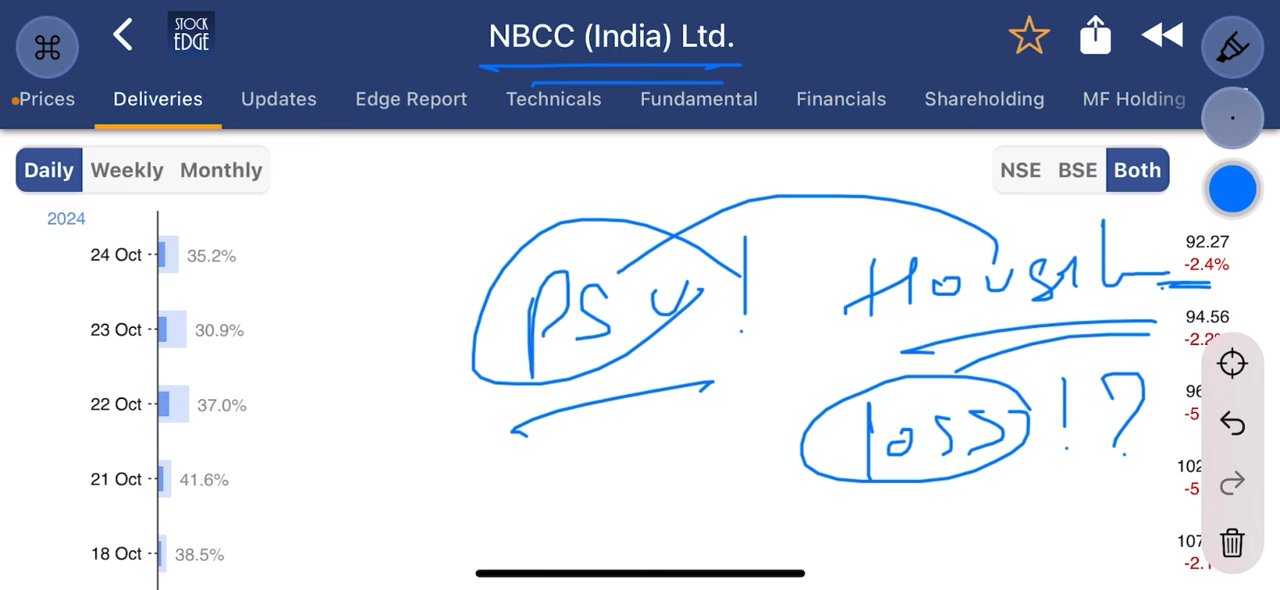 STOCK EDGE
NBCC (India) Ltd.
Prices Deliveries Updates Edge Report Technicals Fundamental Financials Shareholding MF Holding
Daily Weekly Monthly
NSE BSE Both
2024
24 Oct 35.2%
92.27
-2.4%
PSU!
23 Oct 30.9%
94.56
22 Oct 37.0%
loss!?
21 Oct 41.6%
18 Oct 38.5%